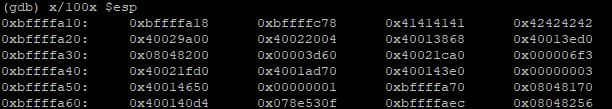 (gdb) x/100x $esp
0xbffffa10: 0xbffffa18 0xbffffc78 0x41414141 0x42424242
0xbffffa20: 0x40029a00 0x40022004 0x40013868 0x40013ed0
0xbffffa30: 0x08048200 0x00003d60 0x40021ca0 0x000006f3
0xbffffa40: 0x40021fd0 0x4001ad70 0x400143e0 0x00000003
0xbffffa50: 0x40014650 0x00000001 0xbffffa70 0x08048170
0xbffffa60: 0x400140d4 0x078e530f 0xbffffaec 0x08048256